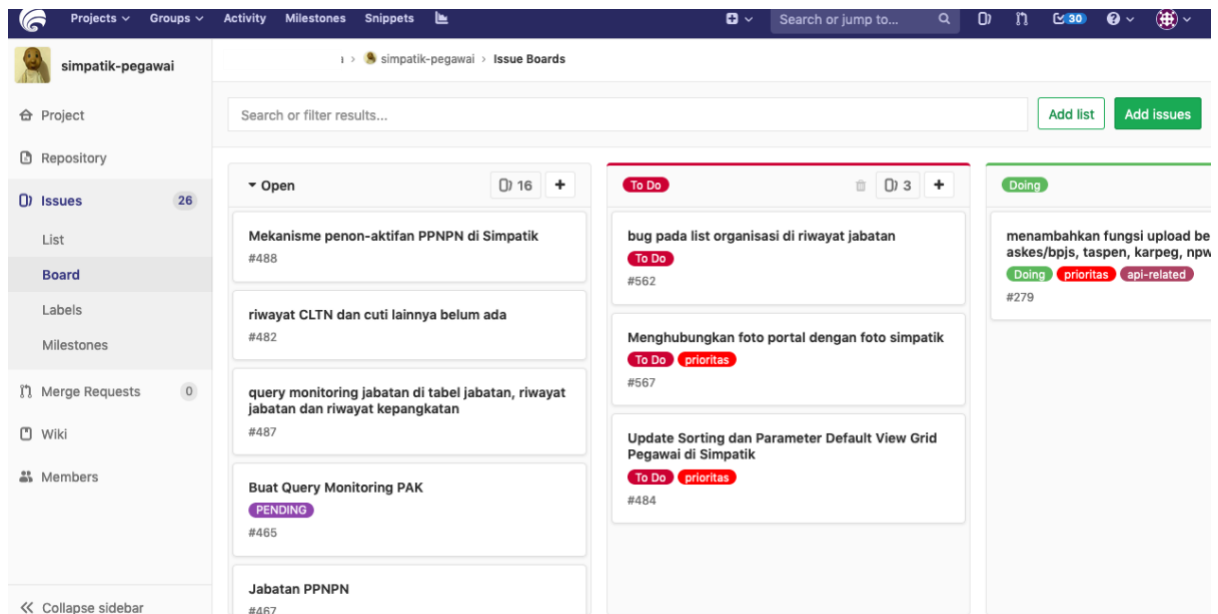 Projects Groups Activity Milestones Snippets Search or jump to... 30
simpatik-pegawai
> simpatik-pegawai > Issue Boards
Project
Repository
Issues 26
List
Board
Labels
Milestones
Merge Requests 0
Wiki
Members
Collapse sidebar
Search or filter results...
Add list
Add issues
Open 16 +
Mekanisme penon-aktifan PPNPN di Simpatik
#488
riwayat CLTN dan cuti lainnya belum ada
#482
query monitoring jabatan di tabel jabatan, riwayat
jabatan dan riwayat kepangkatan
#487
Buat Query Monitoring PAK
PENDING
#465
Jabatan PPNPN
#467
To Do 3 +
bug pada list organisasi di riwayat jabatan
To Do
#562
Menghubungkan foto portal dengan foto simpatik
To Do prioritas
#567
Update Sorting dan Parameter Default View Grid
Pegawai di Simpatik
To Do prioritas
#484
Doing
menambahkan fungsi upload be
askes/bpjs, taspen, karpeg, npw
Doing prioritas api-related
#279